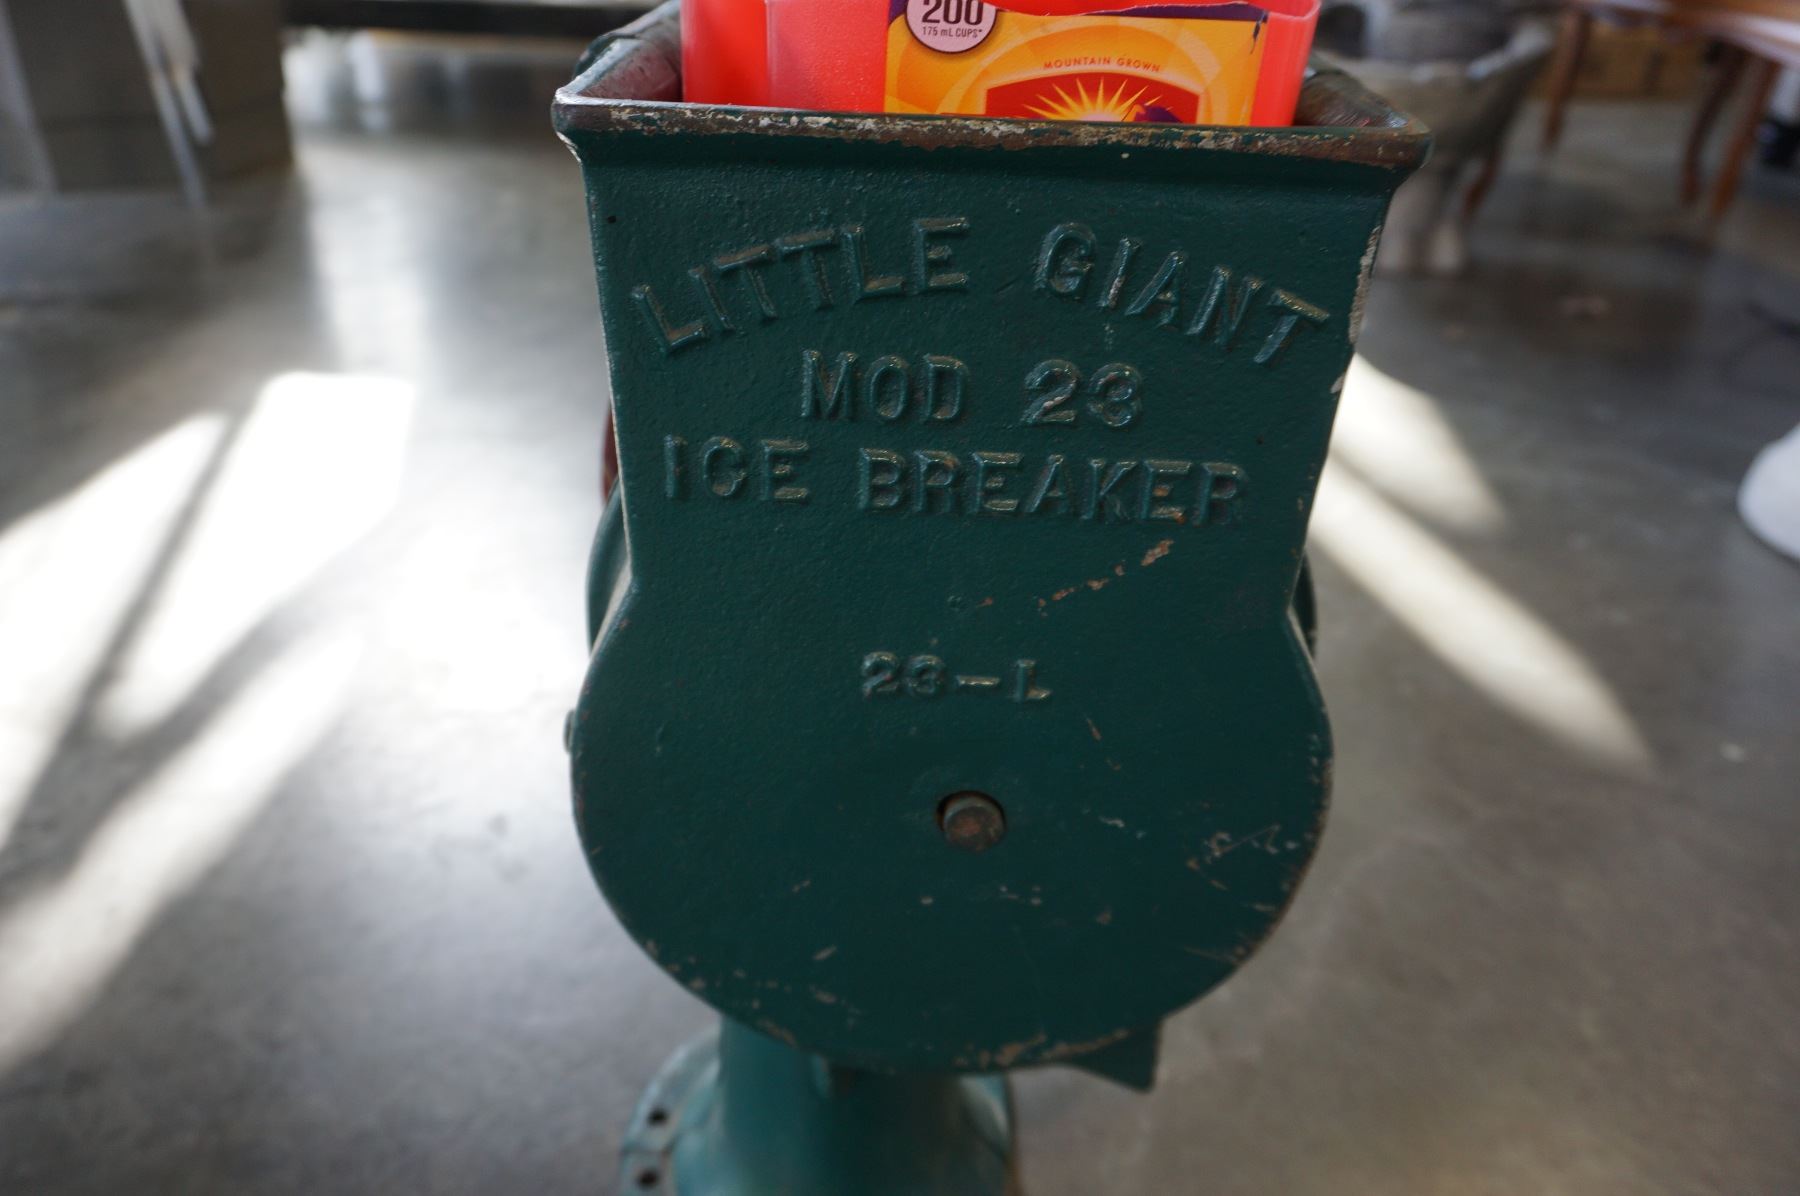 200
175 mL CUPS*
MOUNTAIN GROWN
LITTLE GIANT
MOD 23
ICE BREAKER
23-L